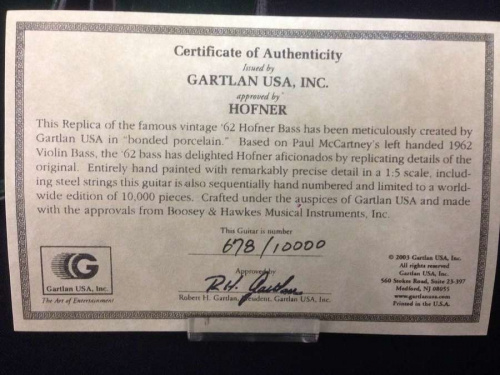 Certificate of Authenticity
Issued by
GARTLAN USA, INC.
approved by
HOFNER
This Replica of the famous vintage '62 Hofner Bass has been meticulously created by
Gartlan USA in "bonded porcelain." Based on Paul McCartney's left handed 1962
Violin Bass, the '62 bass has delighted Hofner aficionados by replicating details of the
original. Entirely hand painted with remarkably precise detail in a 1:5 scale, includ-
ing steel strings this guitar is also sequentially hand numbered and limited to a world-
wide edition of 10,000 pieces. Crafted under the auspices of Gartlan USA and made
with the approvals from Boosey & Hawkes Musical Instruments, Inc.
This Guitar is number
678/10000
Approved by
R.H. Gartlan
Robert H. Gartlan, President, Gartlan USA, Inc.
G
Gartlan USA, Inc.
The Art of Entertainment
© 2003 Gartlan USA, Inc.
All rights reserved
Gartlan USA, Inc.
560 Stokes Road, Suite 23-397
Medford, NJ 08055
www.gartlanusa.com
Printed in USA